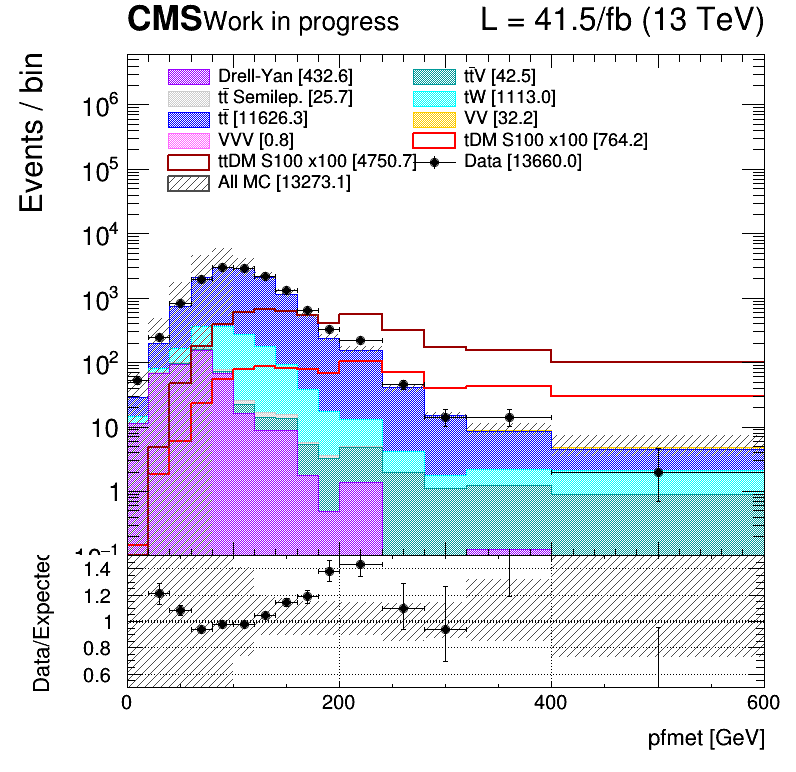 CMS Work in progress L = 41.5/fb (13 TeV)
Events / bin
Drell-Yan [432.6] tt̄V [42.5]
tt̄ Semilep. [25.7] tW [1113.0]
tt̄ [11626.3] VV [32.2]
VVV [0.8] tDM S100 x100 [764.2]
ttDM S100 x100 [4750.7] Data [13660.0]
All MC [13273.1]
10⁶
10⁵
10⁴
10³
10²
10
1
10⁻¹
Data/Expected
1.4
1.2
1
0.8
0.6
0 200 400 600
pfmet [GeV]